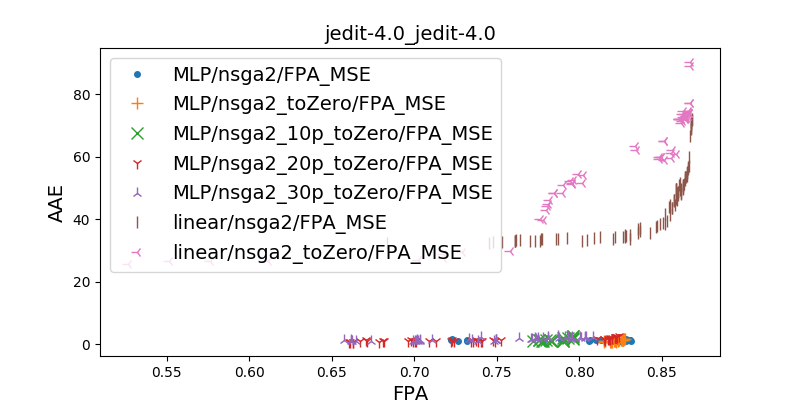 jedit-4.0_jedit-4.0
MLP/nsga2/FPA_MSE
MLP/nsga2_toZero/FPA_MSE
MLP/nsga2_10p_toZero/FPA_MSE
MLP/nsga2_20p_toZero/FPA_MSE
MLP/nsga2_30p_toZero/FPA_MSE
linear/nsga2/FPA_MSE
linear/nsga2_toZero/FPA_MSE
AAE
80
60
40
20
0
0.55 0.60 0.65 0.70 0.75 0.80 0.85
FPA